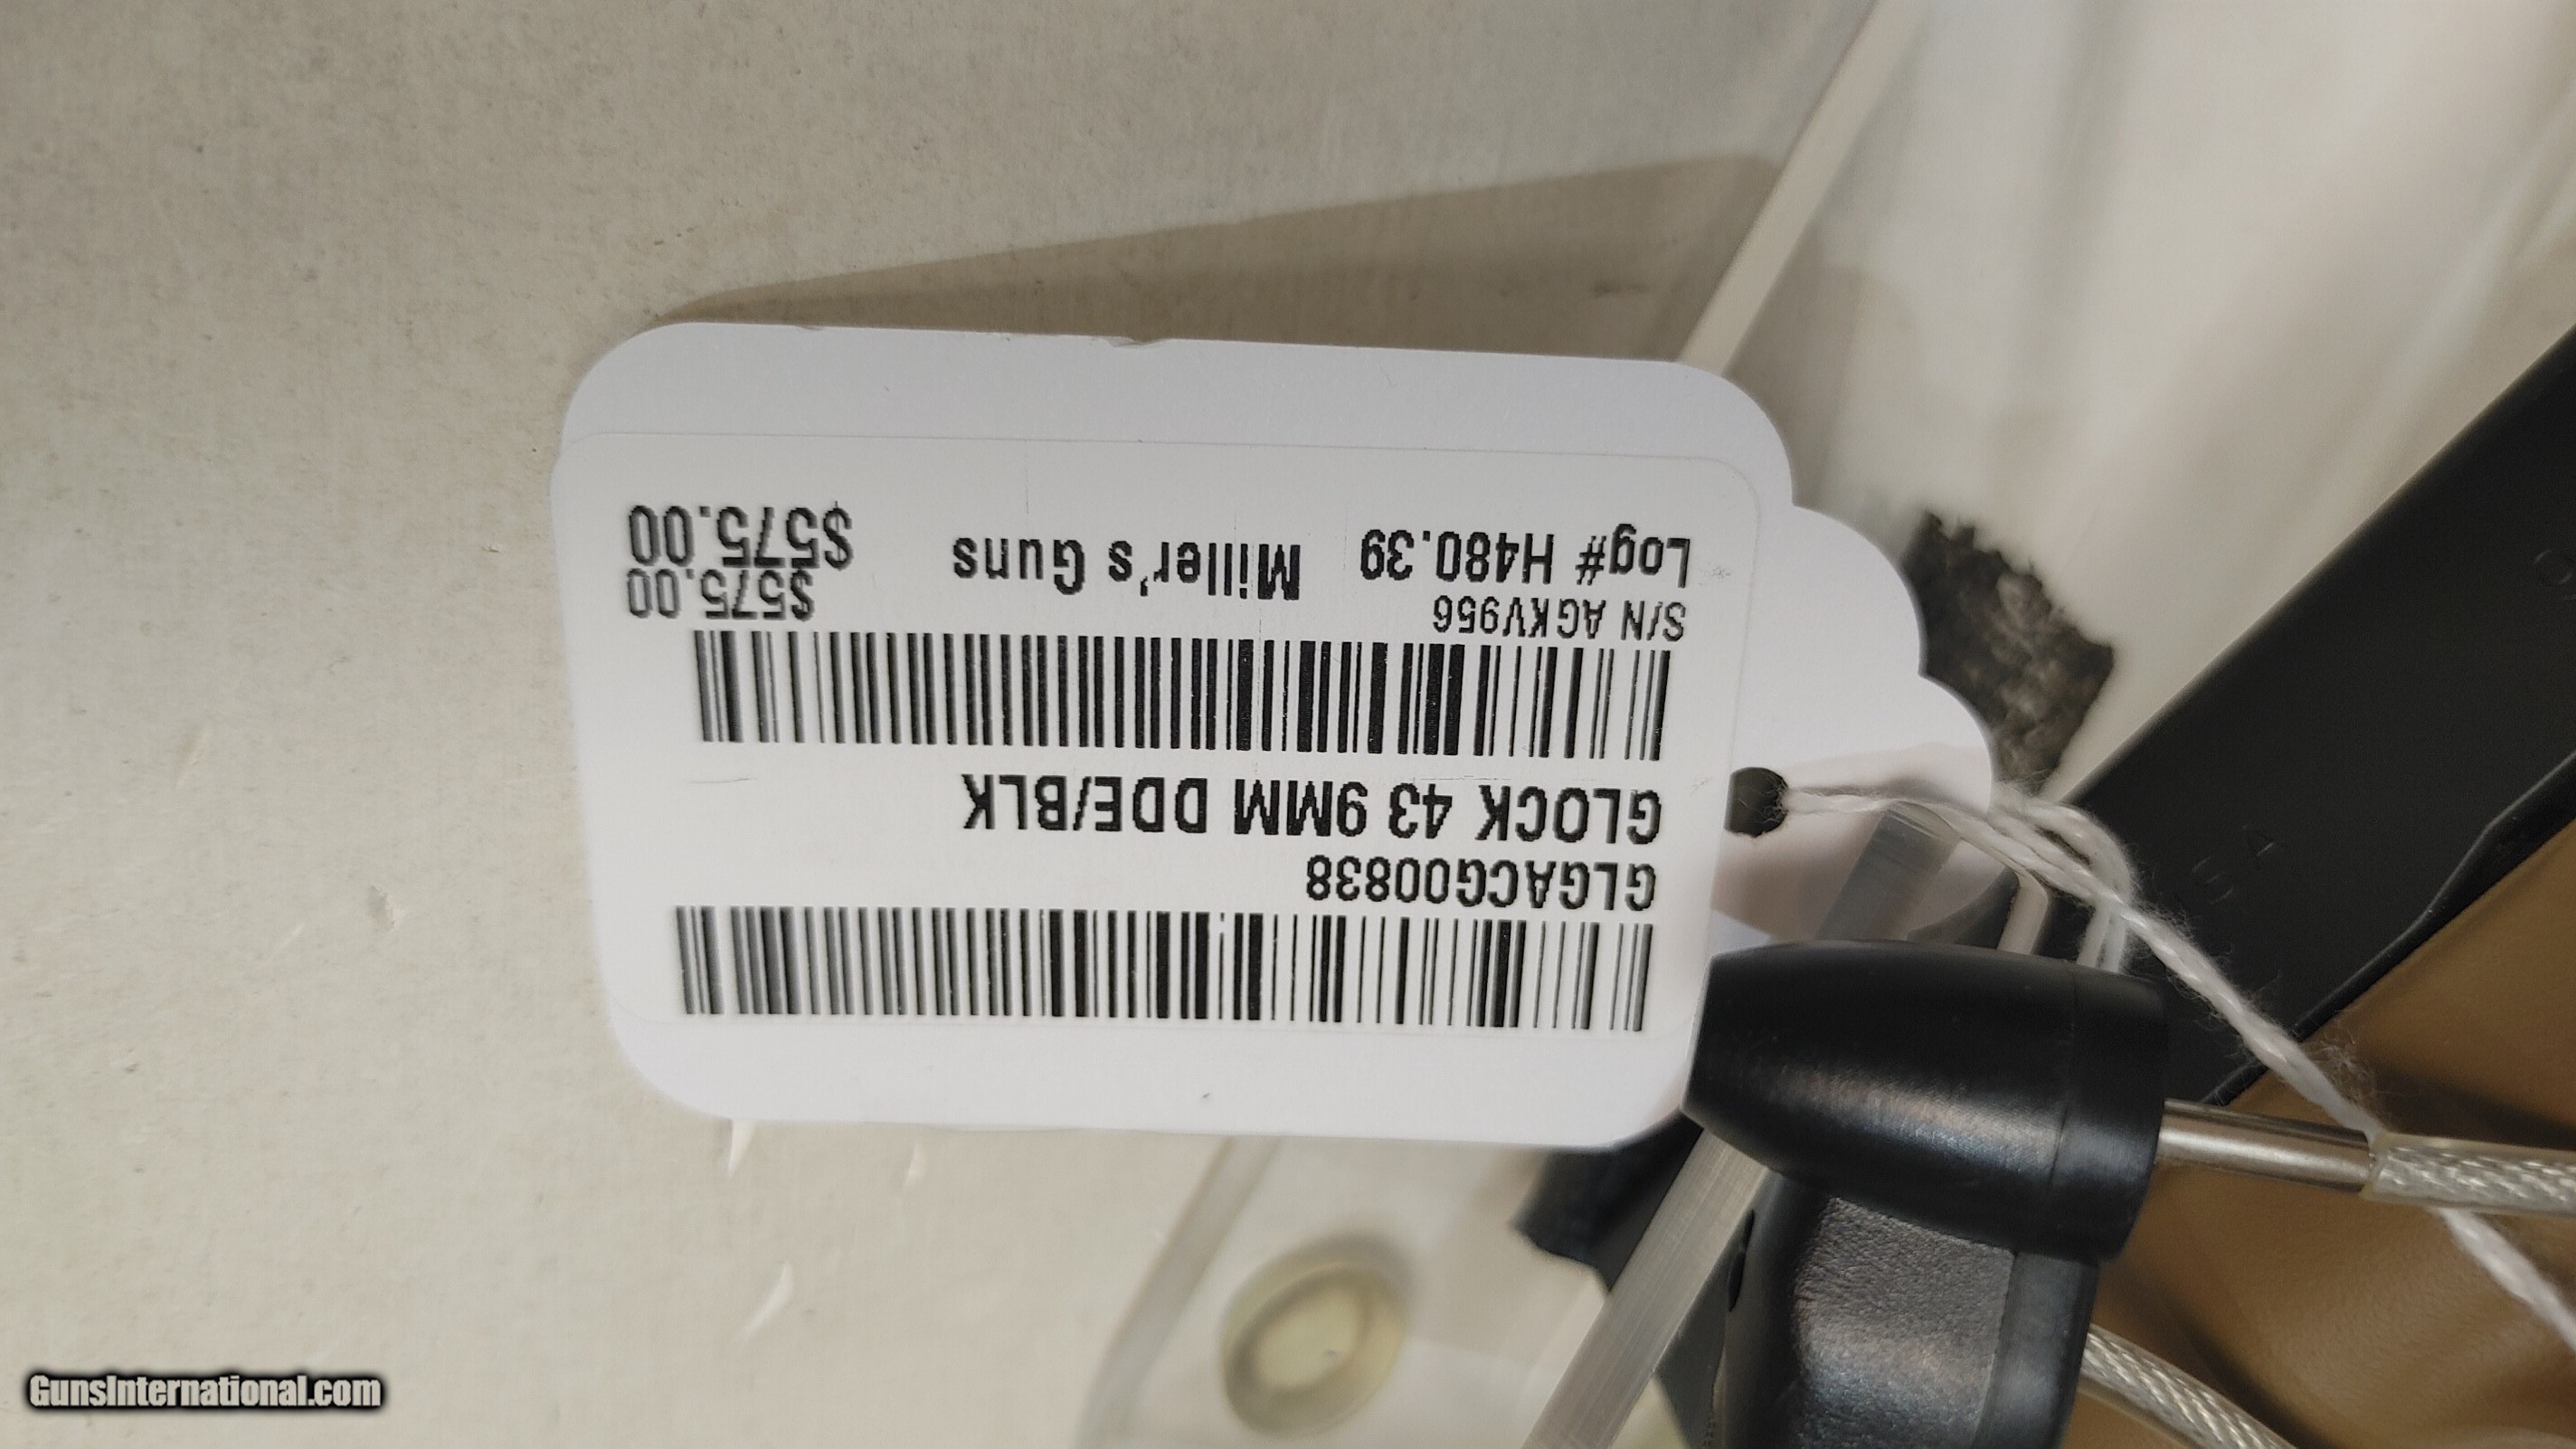 GLGACG00838
GLOCK 43 9MM DDE/BLK
S/N AGKV956 $575.00
Log# H480.39 Miller's Guns $575.00
GunsInternational.com